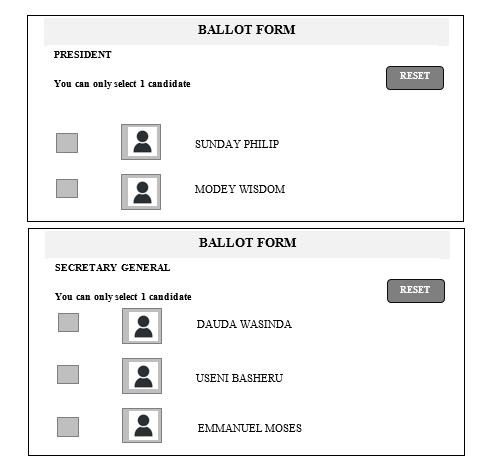 BALLOT FORM
PRESIDENT
RESET
You can only select 1 candidate
SUNDAY PHILIP
MODEY WISDOM
BALLOT FORM
SECRETARY GENERAL
RESET
You can only select 1 candidate
DAUDA WASINDA
USENI BASHERU
EMMANUEL MOSES